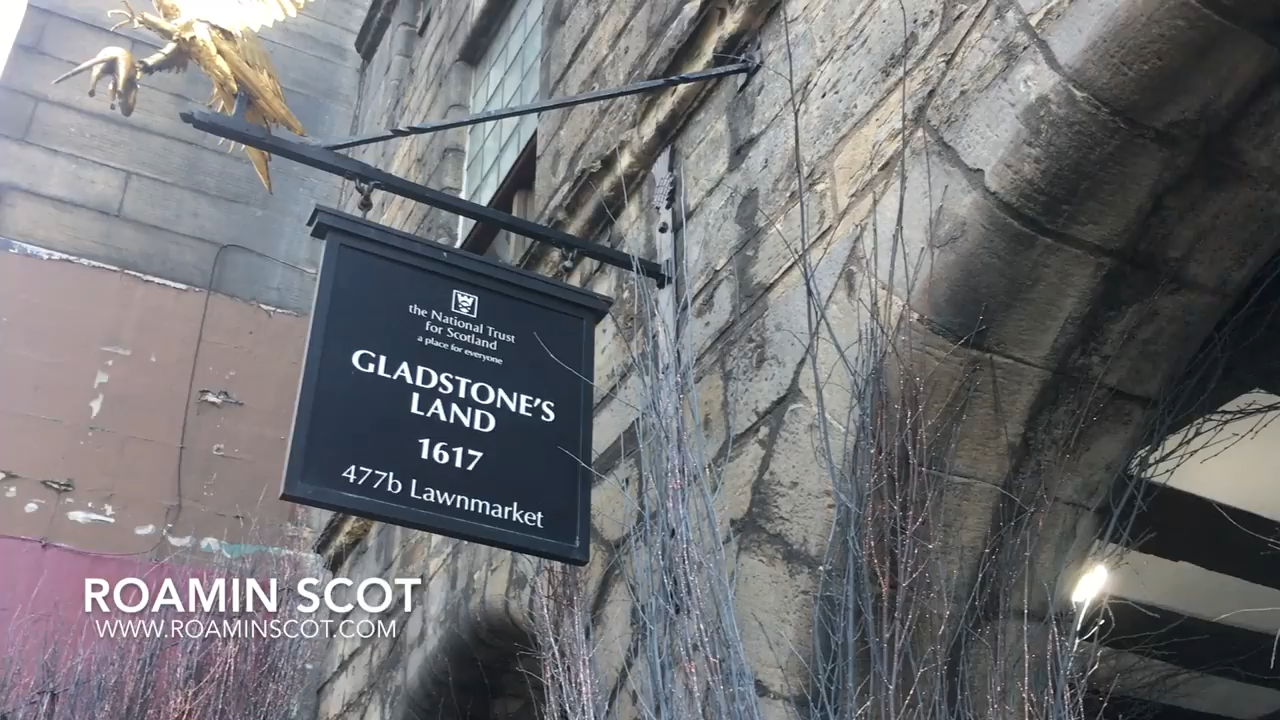 the National Trust
for Scotland
a place for everyone
GLADSTONE'S
LAND
1617
477b Lawnmarket
ROAMIN SCOT
WWW.ROAMINSCOT.COM